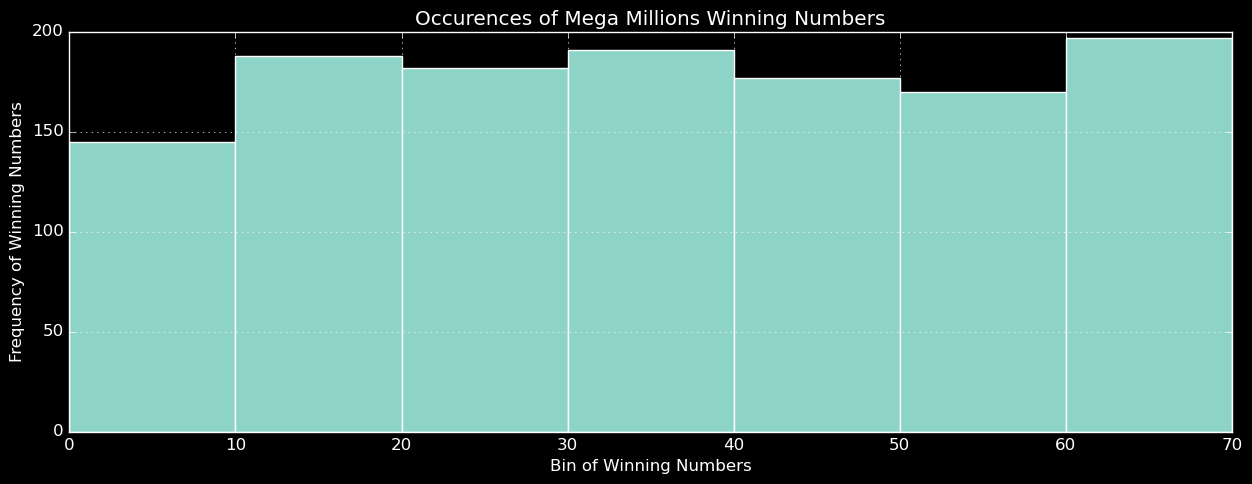 Occurences of Mega Millions Winning Numbers
Frequency of Winning Numbers
200
150
100
50
0
0 10 20 30 40 50 60 70
Bin of Winning Numbers